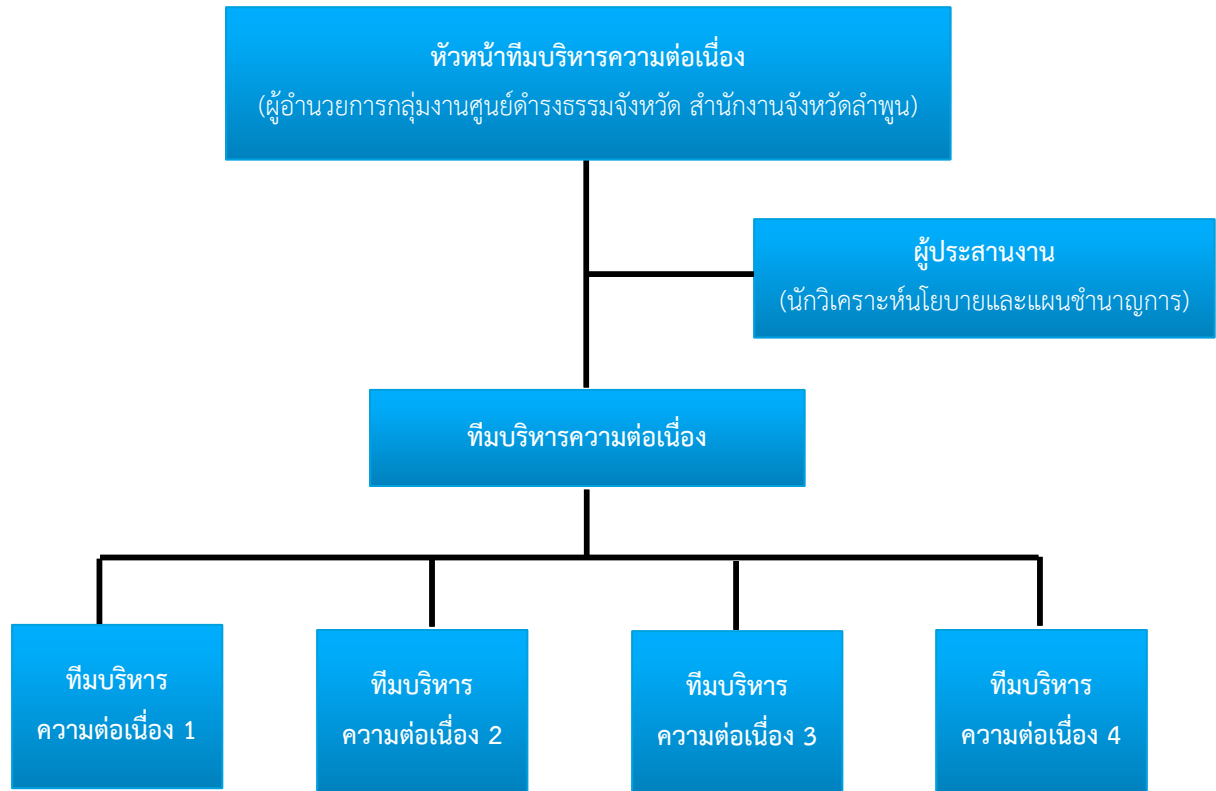 หัวหน้าทีมบริหารความต่อเนื่อง
(ผู้อำนวยการกลุ่มงานศูนย์ดำรงธรรมจังหวัด สำนักงานจังหวัดลำพูน)
ผู้ประสานงาน
(นักวิเคราะห์นโยบายและแผนชำนาญการ)
ทีมบริหารความต่อเนื่อง
ทีมบริหาร
ความต่อเนื่อง 1
ทีมบริหาร
ความต่อเนื่อง 2
ทีมบริหาร
ความต่อเนื่อง 3
ทีมบริหาร
ความต่อเนื่อง 4